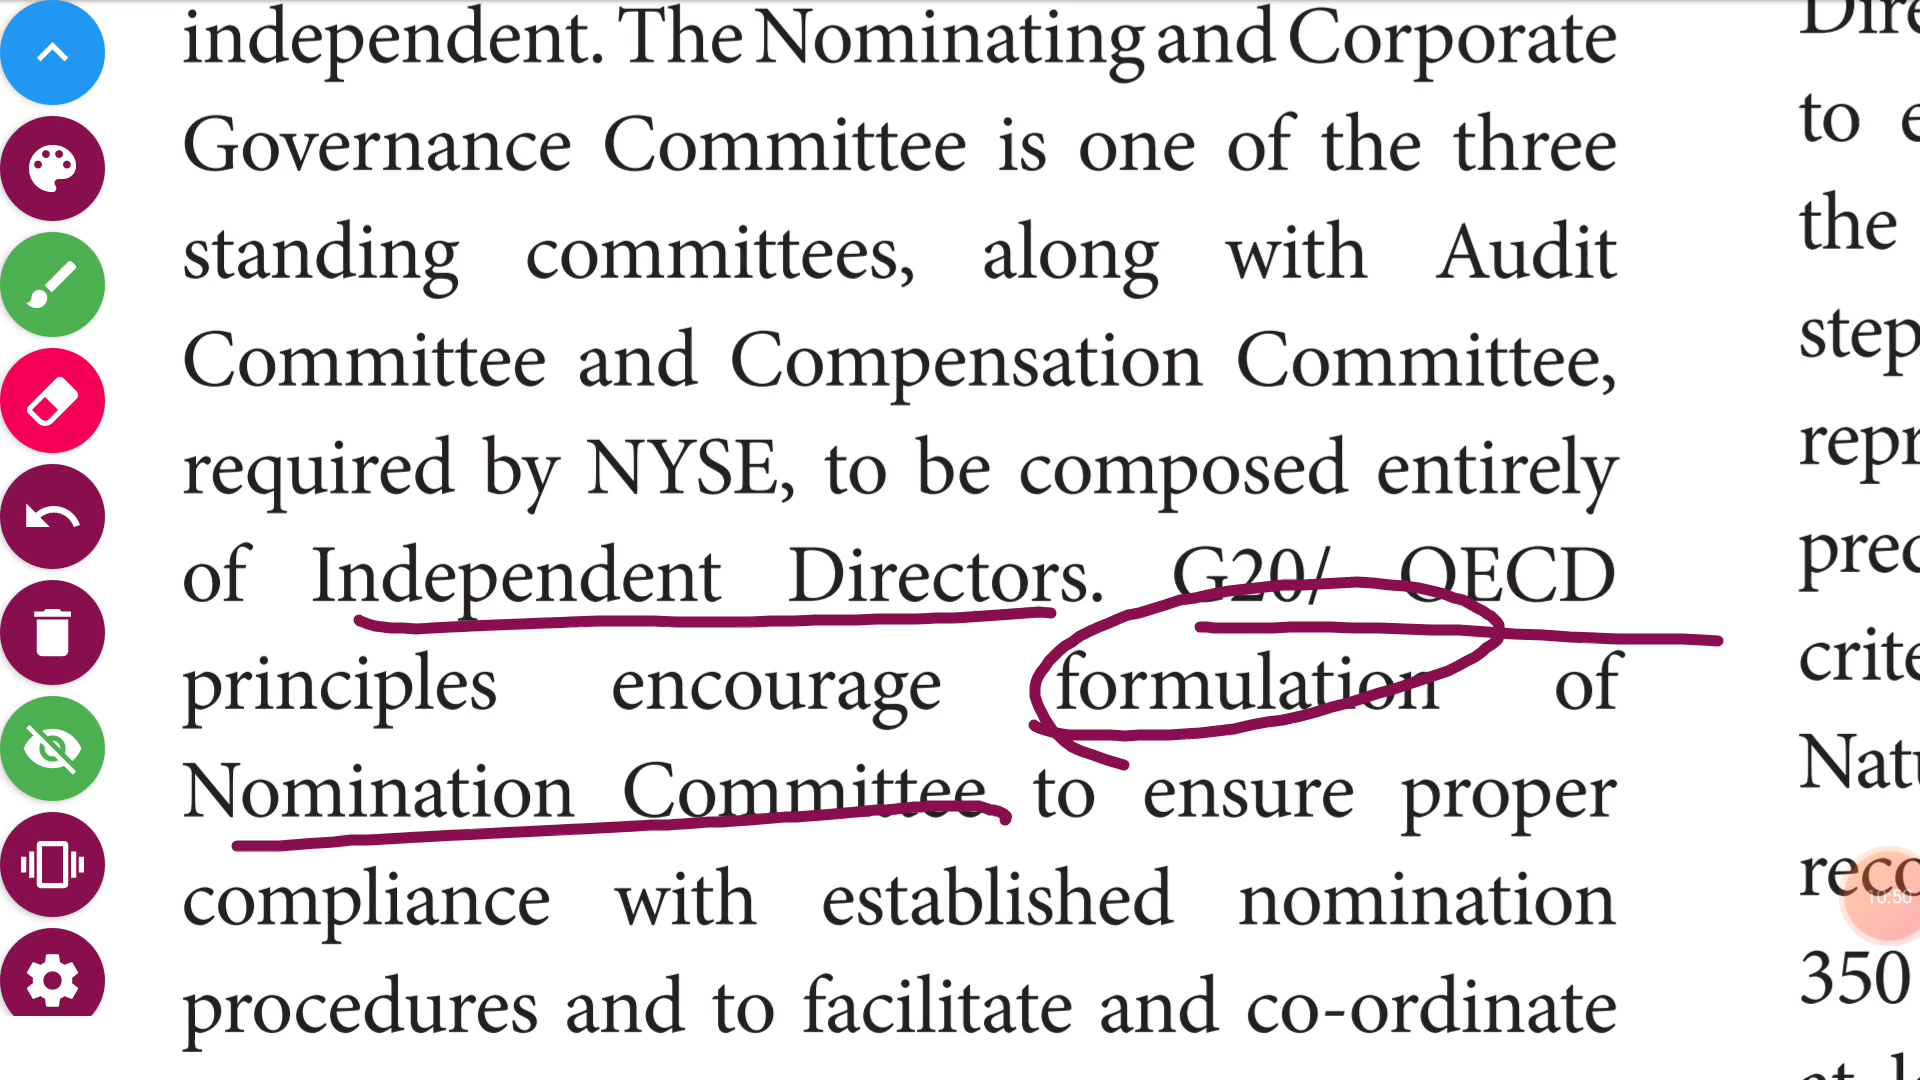 independent. The Nominating and Corporate
Governance Committee is one of the three
standing committees, along with Audit
Committee and Compensation Committee,
required by NYSE, to be composed entirely
of Independent Directors. G20/ OECD
principles encourage formulation of
Nomination Committee to ensure proper
compliance with established nomination
procedures and to facilitate and co-ordinate
to
the
350
10:50